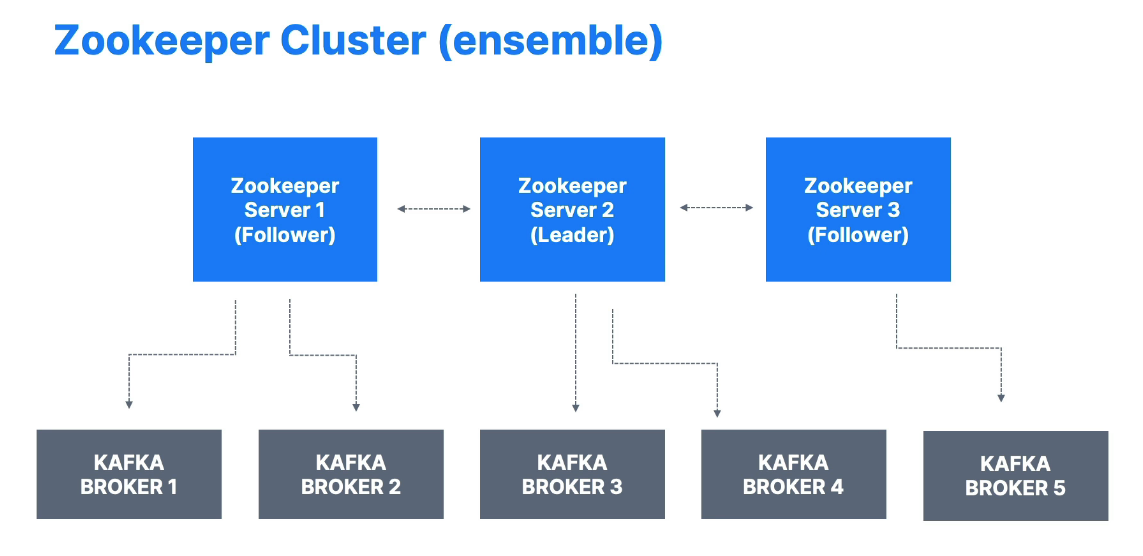 Zookeeper Cluster (ensemble)
Zookeeper
Server 1
(Follower)
Zookeeper
Server 2
(Leader)
Zookeeper
Server 3
(Follower)
KAFKA
BROKER 1
KAFKA
BROKER 2
KAFKA
BROKER 3
KAFKA
BROKER 4
KAFKA
BROKER 5